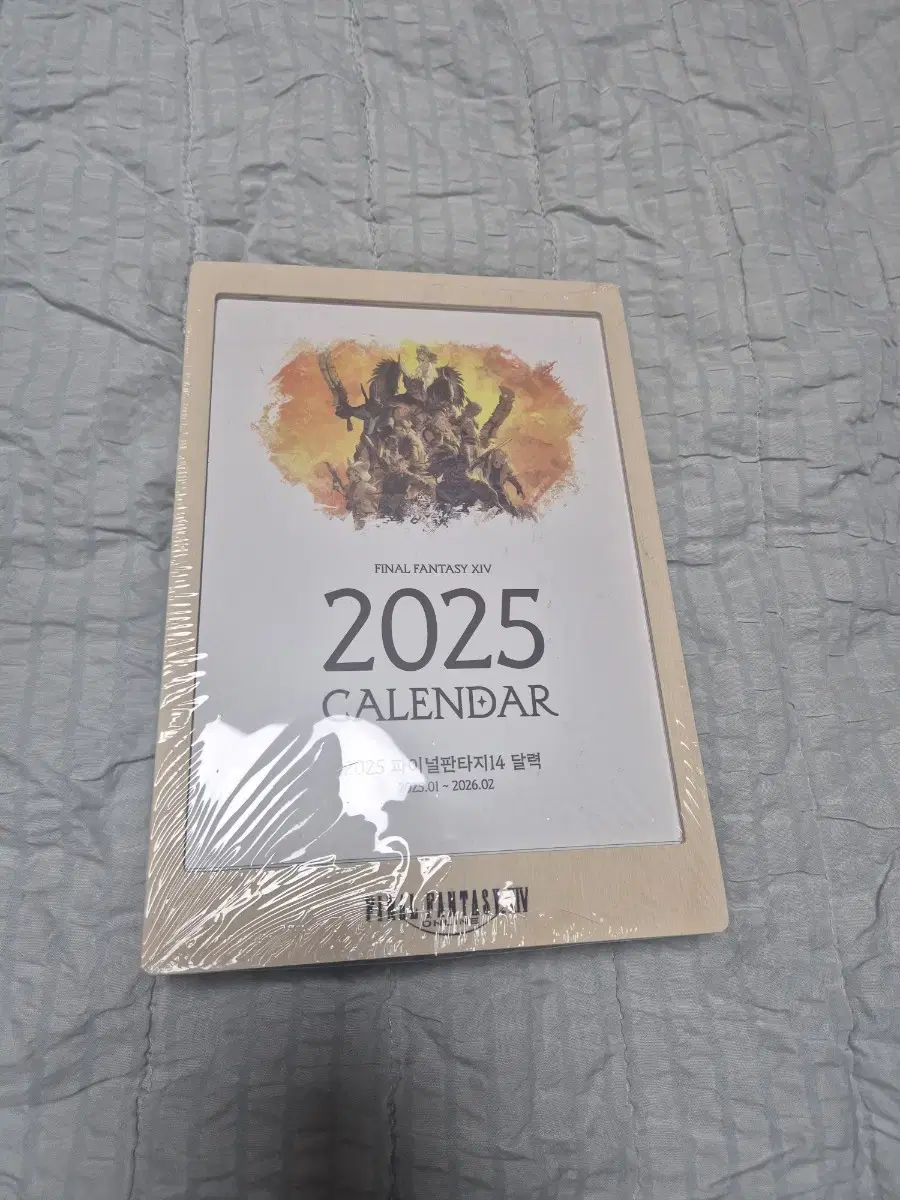 FINAL FANTASY XIV
2025
CALENDAR
2025 파이널판타지14 달력
2025.01 ~ 2026.02
FINAL FANTASY XIV
ONLINE